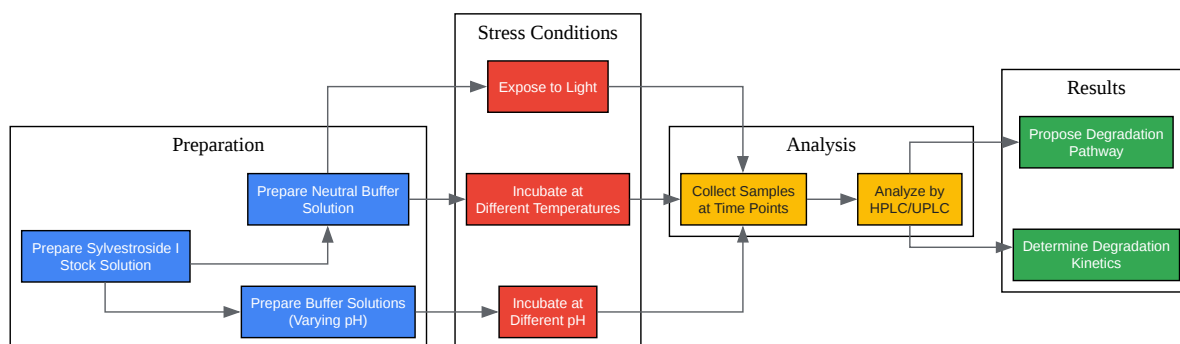 Preparation
Prepare Sylvestroside I
Stock Solution
Prepare Neutral Buffer
Solution
Prepare Buffer Solutions
(Varying pH)
Stress Conditions
Expose to Light
Incubate at
Different Temperatures
Incubate at
Different pH
Analysis
Collect Samples
at Time Points
Analyze by
HPLC/UPLC
Results
Propose Degradation
Pathway
Determine Degradation
Kinetics